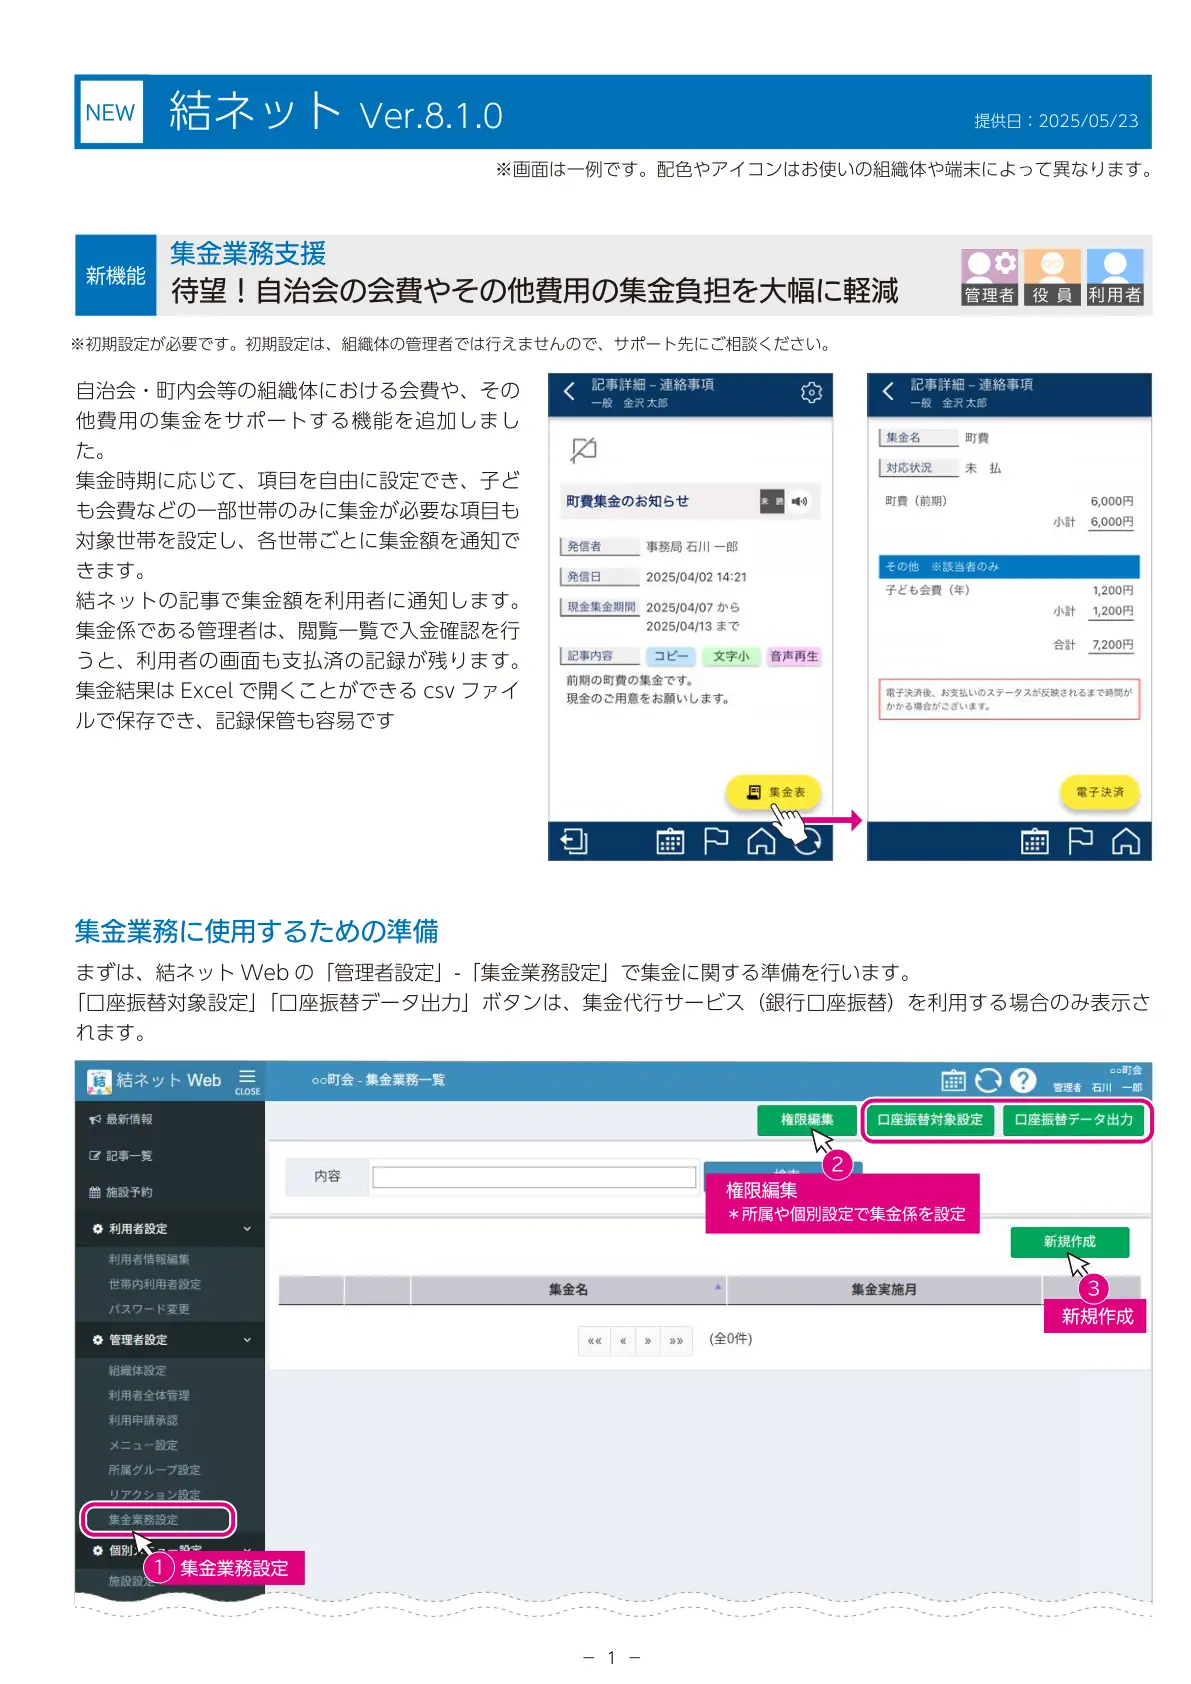 NEW
結ネット Ver.8.1.0
提供日：2025/05/23
※画面は一例です。配色やアイコンはお使いの組織体や端末によって異なります。
新機能
集金業務支援
待望！自治会の会費やその他費用の集金負担を大幅に軽減
管理者
役 員
利用者
※初期設定が必要です。初期設定は、組織体の管理者では行えませんので、サポート先にご相談ください。
自治会・町内会等の組織体における会費や、その
他費用の集金をサポートする機能を追加しまし
た。
集金時期に応じて、項目を自由に設定でき、子ど
も会費などの一部世帯のみに集金が必要な項目も
対象世帯を設定し、各世帯ごとに集金額を通知で
きます。
結ネットの記事で集金額を利用者に通知します。
集金係である管理者は、閲覧一覧で入金確認を行
うと、利用者の画面も支払済の記録が残ります。
集金結果は Excel で開くことができる csv ファイ
ルで保存でき、記録保管も容易です
記事詳細 – 連絡事項
一般　金沢 太郎
町費集金のお知らせ
未 読
発信者 事務局 石川 一郎
発信日 2025/04/02 14:21
現金集金期間 2025/04/07 から
2025/04/13 まで
記事内容 コピー 文字小 音声再生
前期の町費の集金です。
現金のご用意をお願いします。
集金表
記事詳細 – 連絡事項
一般　金沢 太郎
集金名 町費
対応状況 未　払
町費（前期） 6,000円
小計 6,000円
その他　※該当者のみ
子ども会費（年） 1,200円
小計 1,200円
合計 7,200円
電子決済後、お支払いのステータスが反映されるまで時間が
かかる場合がございます。
電子決済
集金業務に使用するための準備
まずは、結ネット Web の「管理者設定」-「集金業務設定」で集金に関する準備を行います。
「口座振替対象設定」「口座振替データ出力」ボタンは、集金代行サービス（銀行口座振替）を利用する場合のみ表示さ
れます。
結 結ネット Web
CLOSE
○○町会 - 集金業務一覧
?
○○町会
管理者　石川　一郎
最新情報
記事一覧
施設予約
利用者設定
利用者情報編集
世帯内利用者設定
パスワード変更
管理者設定
組織体設定
利用者全体管理
利用申請承認
メニュー設定
所属グループ設定
リアクション設定
集金業務設定
個別メニュー設定
施設設定
1 集金業務設定
権限編集
口座振替対象設定
口座振替データ出力
内容
検索
2
権限編集
＊所属や個別設定で集金係を設定
新規作成
3
新規作成
集金名
集金実施月
«« « » »» (全0件)
－ 1 －